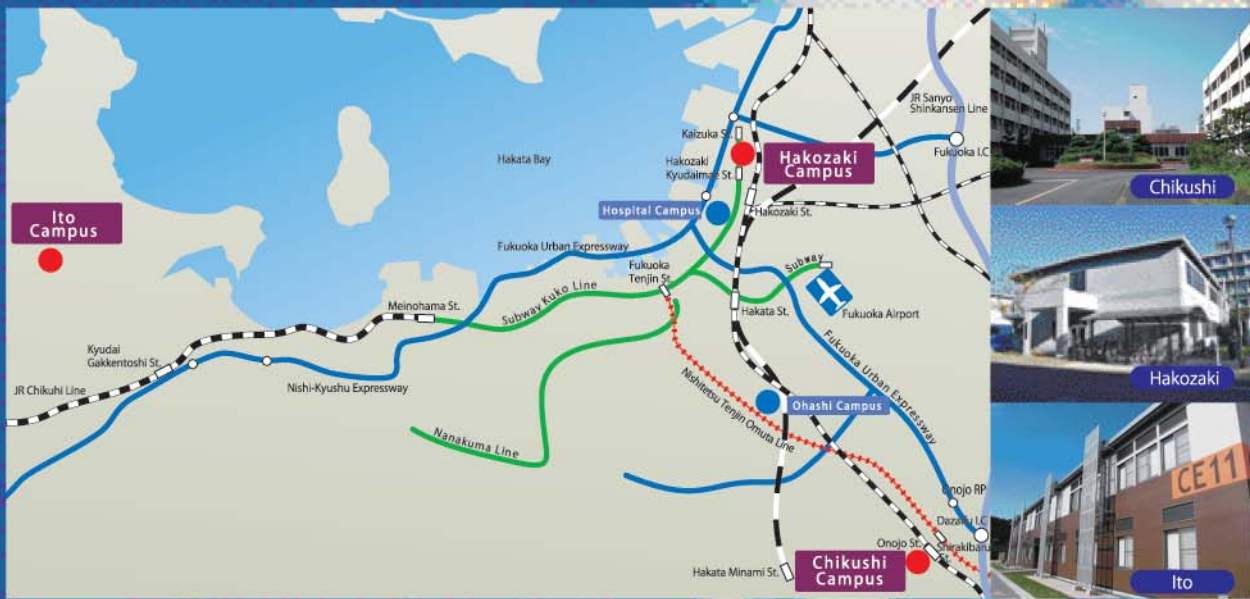 JR Sanyo
Shinkansen Line
Kaizuka St.
Fukuoka I.C
Hakata Bay
Hakozaki
Kyudaimae St.
Hakozaki
Campus
Chikushi
Ito
Campus
Hospital Campus
Hakozaki St.
Fukuoka Urban Expressway
Fukuoka
Tenjin St.
Subway
Meinohama St.
Subway Kuko Line
Hakata St.
Fukuoka Airport
Kyudai
Gakkentoshi St.
JR Chikuhi Line
Nishi-Kyushu Expressway
Fukuoka Urban Expressway
Hakozaki
Nishitetsu Tenjin Omuta Line
Ohashi Campus
Nanakuma Line
CE11
Onojo RP
Dazaifu I.C
Onojo St.
Shirakibaru
St.
Hakata Minami St.
Chikushi
Campus
Ito